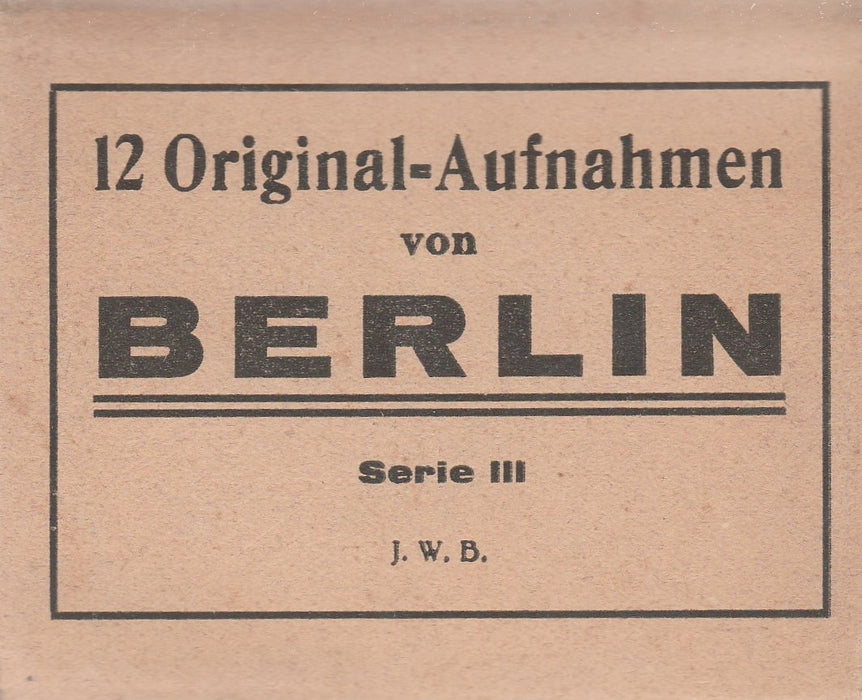 12 Original=Aufnahmen
von
BERLIN
Serie III
J. W. B.